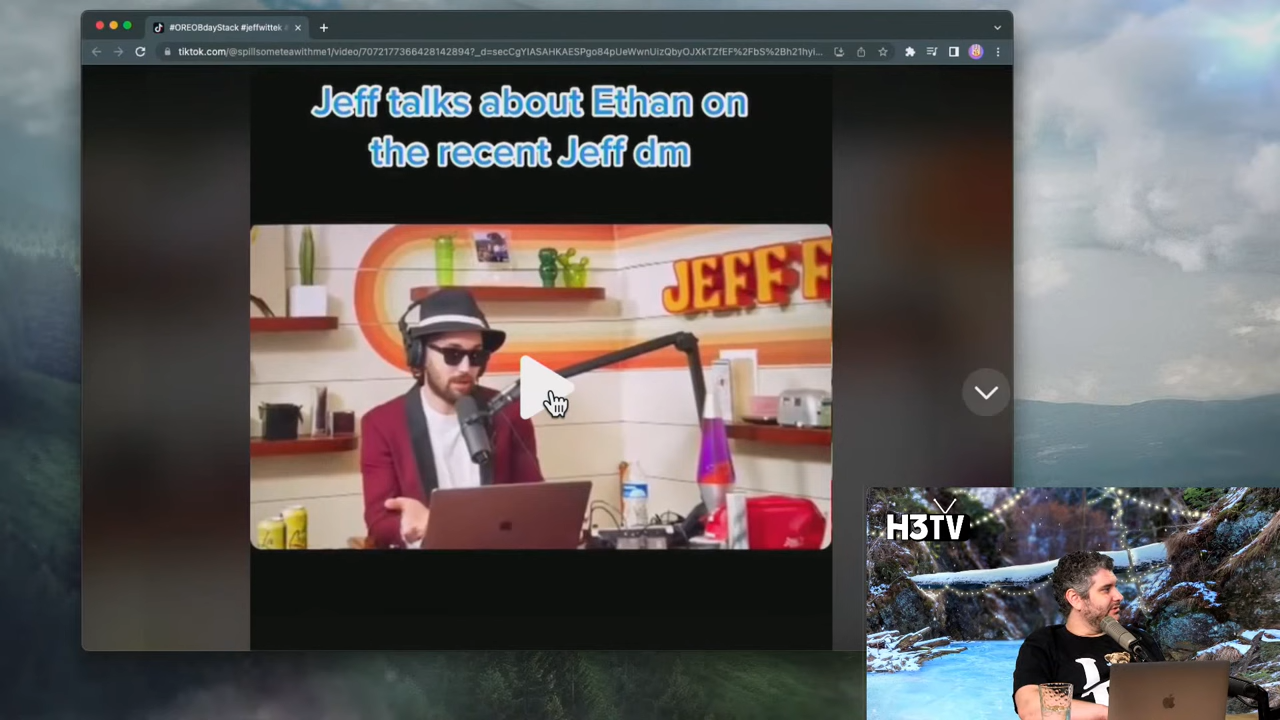 #OREOBdayStack #jeffwittek
tiktok.com/@spillsometeawithme1/video/7072177366428142894?_d=secCgYIASAHKAESPgo84pUeWwnUizQbyOJXkTZfEF%2FbS%2Bh21hyi...
Jeff talks about Ethan on
the recent Jeff dm
JEFF F
H3TV